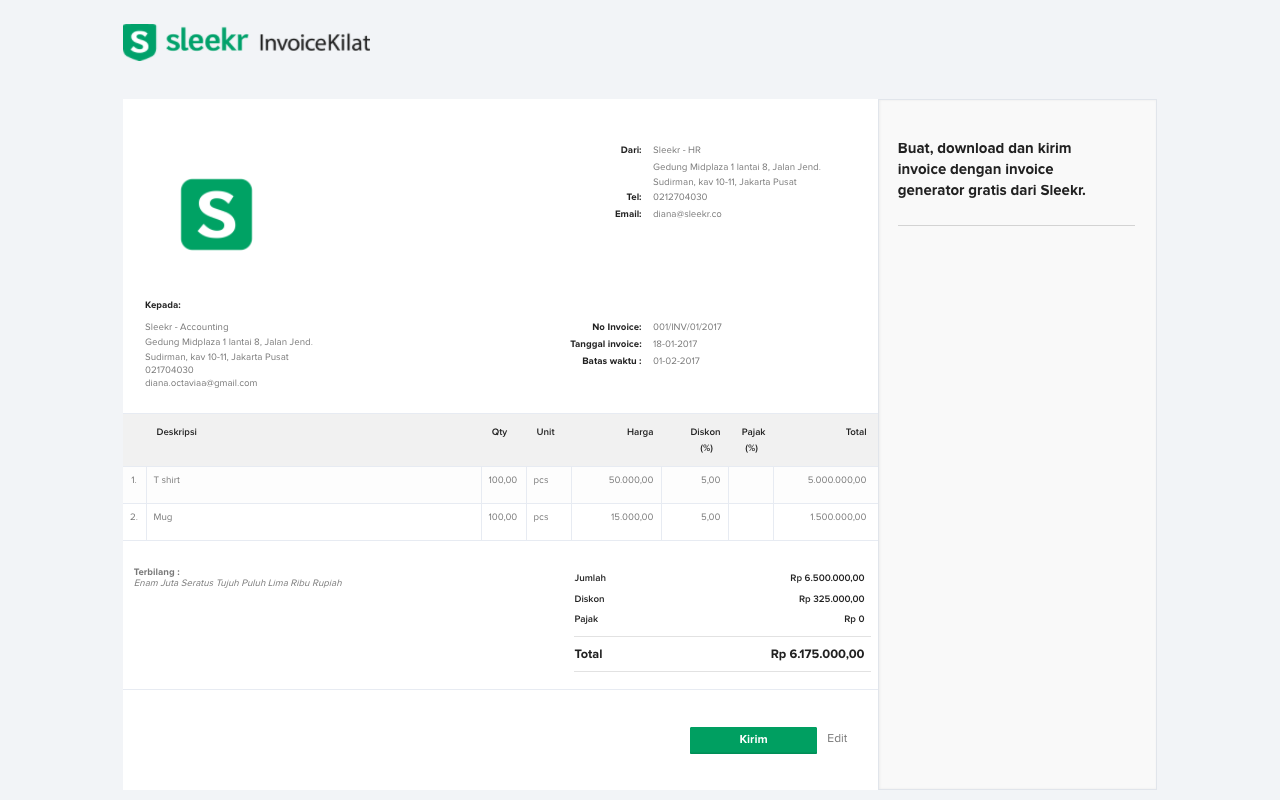 S sleekr InvoiceKilat
Buat, download dan kirim
invoice dengan invoice
generator gratis dari Sleekr.
S
Dari: Sleekr - HR
Gedung Midplaza 1 lantai 8, Jalan Jend.
Sudirman, kav 10-11, Jakarta Pusat
Tel: 0212704030
Email: diana@sleekr.co
Kepada:
Sleekr - Accounting
Gedung Midplaza 1 lantai 8, Jalan Jend.
Sudirman, kav 10-11, Jakarta Pusat
021704030
diana.octaviaa@gmail.com
No Invoice: 001/INV/01/2017
Tanggal invoice: 18-01-2017
Batas waktu : 01-02-2017
Deskripsi Qty Unit Harga Diskon Pajak Total
(%) (%)
1. T shirt 100,00 pcs 50.000,00 5,00 5.000.000,00
2. Mug 100,00 pcs 15.000,00 5,00 1.500.000,00
Terbilang :
Enam Juta Seratus Tujuh Puluh Lima Ribu Rupiah
Jumlah Rp 6.500.000,00
Diskon Rp 325.000,00
Pajak Rp 0
Total Rp 6.175.000,00
Kirim Edit